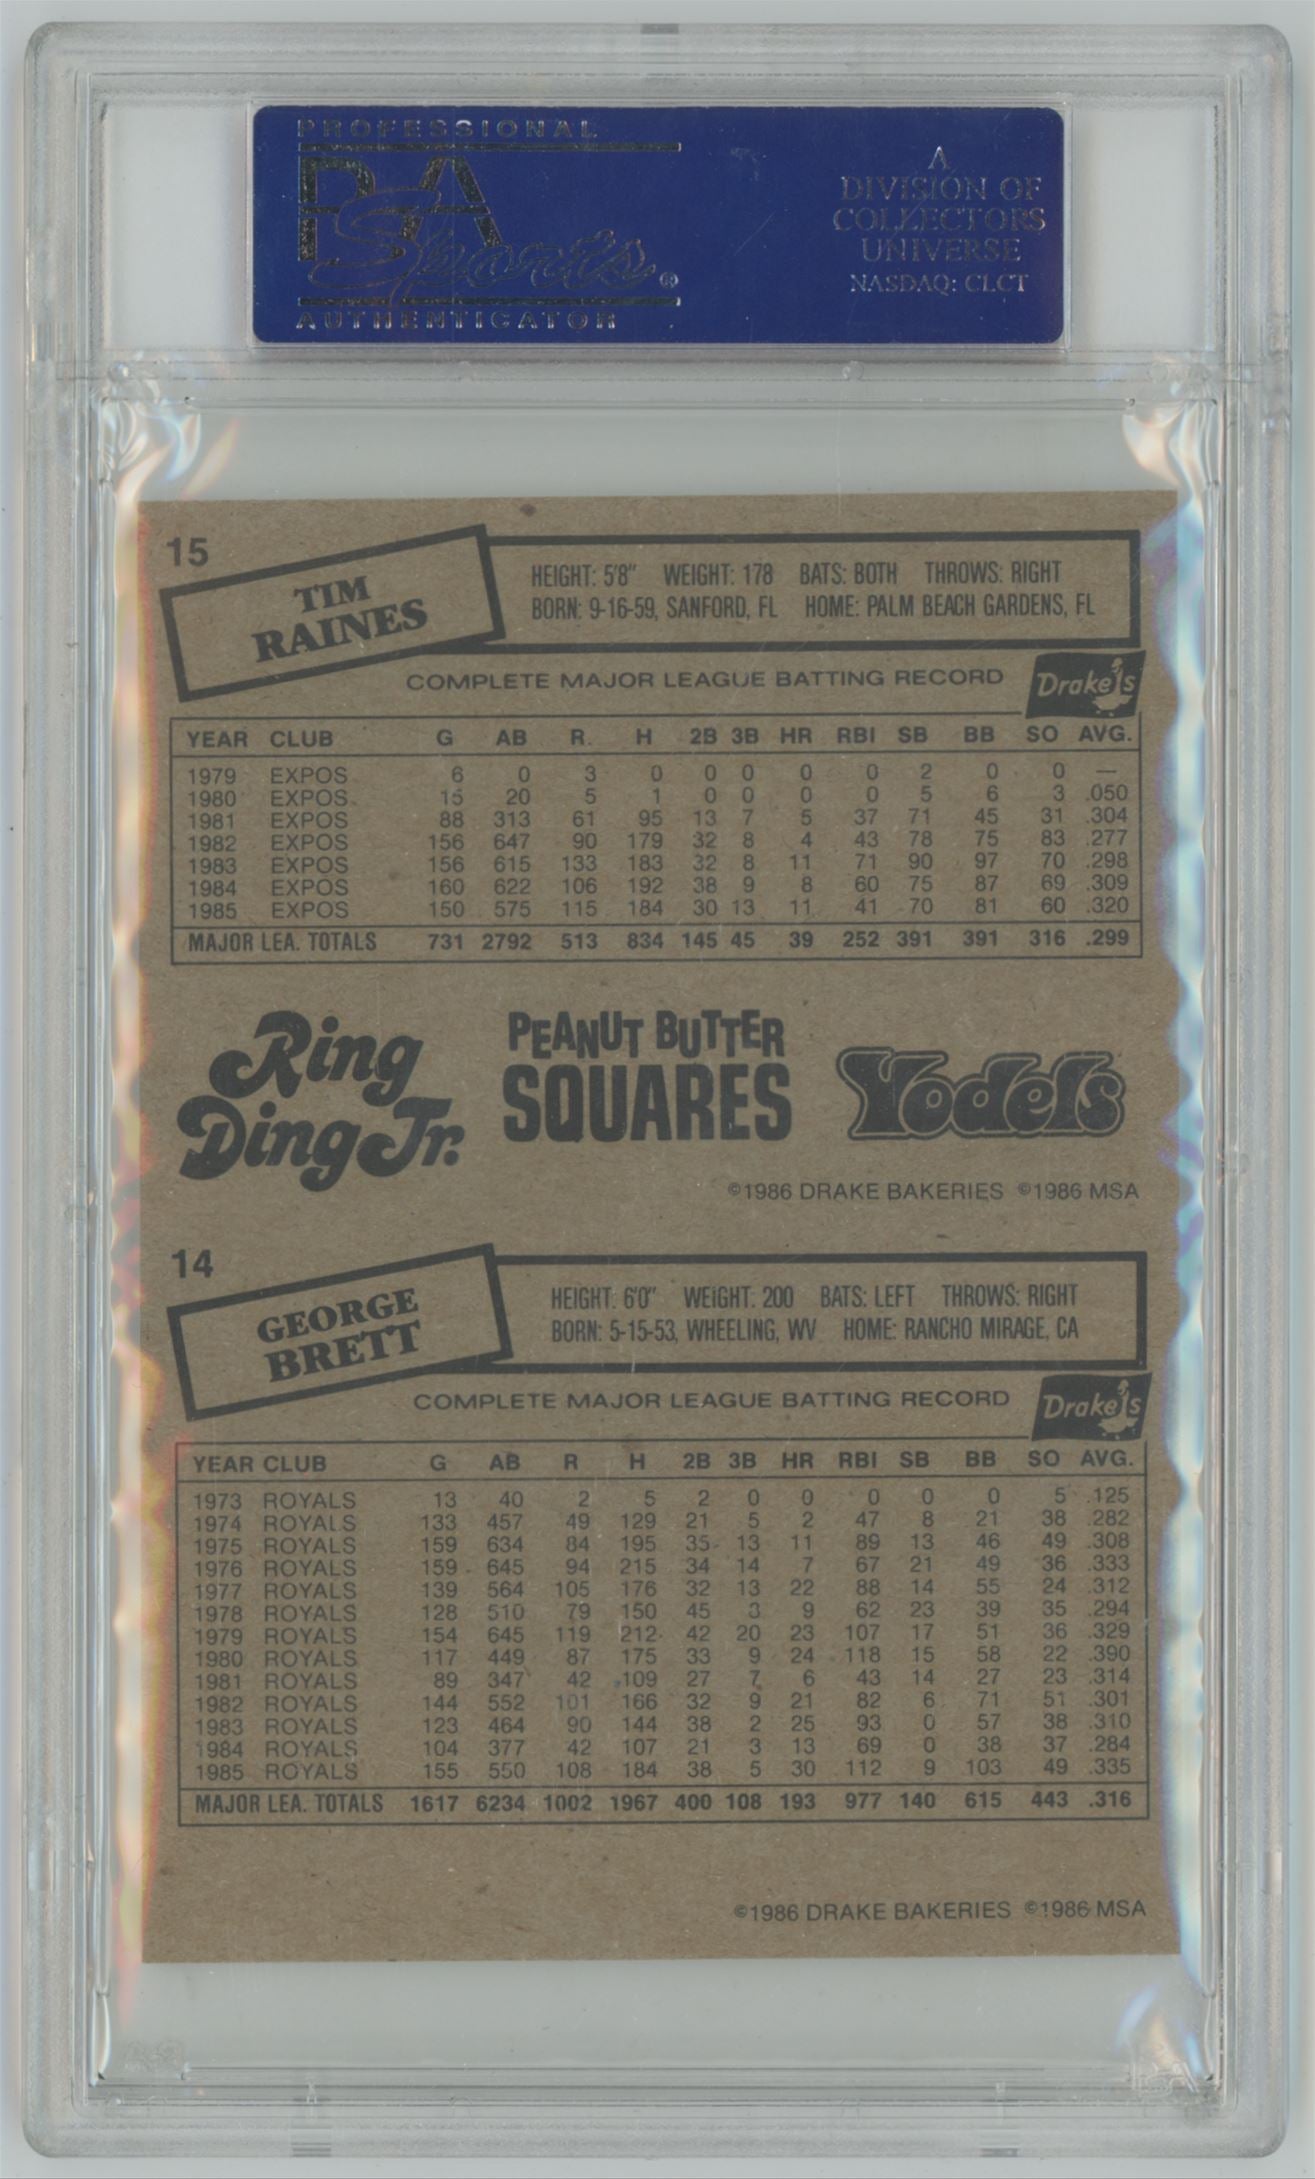 PROFESSIONAL
PSA
Sports®
AUTHENTICATOR
A
DIVISION OF
COLLECTORS
UNIVERSE
NASDAQ: CLCT
15
TIM
RAINES
HEIGHT: 5'8" WEIGHT: 178 BATS: BOTH THROWS: RIGHT
BORN: 9-16-59, SANFORD, FL HOME: PALM BEACH GARDENS, FL
COMPLETE MAJOR LEAGUE BATTING RECORD
Drake's
YEAR CLUB G AB R. H 2B 3B HR RBI SB BB SO AVG.
1979 EXPOS 6 0 3 0 0 0 0 0 2 0 0 —
1980 EXPOS 15 20 5 1 0 0 0 0 5 6 3 .050
1981 EXPOS 88 313 61 95 13 7 5 37 71 45 31 .304
1982 EXPOS 156 647 90 179 32 8 4 43 78 75 83 .277
1983 EXPOS 156 615 133 183 32 8 11 71 90 97 70 .298
1984 EXPOS 160 622 106 192 38 9 8 60 75 87 69 .309
1985 EXPOS 150 575 115 184 30 13 11 41 70 81 60 .320
MAJOR LEA. TOTALS 731 2792 513 834 145 45 39 252 391 391 316 .299
Ring
Ding Jr.
PEANUT BUTTER
SQUARES
Yodels
©1986 DRAKE BAKERIES ©1986 MSA
14
GEORGE
BRETT
HEIGHT: 6'0" WEIGHT: 200 BATS: LEFT THROWS: RIGHT
BORN: 5-15-53, WHEELING, WV HOME: RANCHO MIRAGE, CA
COMPLETE MAJOR LEAGUE BATTING RECORD
Drake's
YEAR CLUB G AB R H 2B 3B HR RBI SB BB SO AVG.
1973 ROYALS 13 40 2 5 2 0 0 0 0 0 5 .125
1974 ROYALS 133 457 49 129 21 5 2 47 8 21 38 .282
1975 ROYALS 159 634 84 195 35 13 11 89 13 46 49 .308
1976 ROYALS 159 645 94 215 34 14 7 67 21 49 36 .333
1977 ROYALS 139 564 105 176 32 13 22 88 14 55 24 .312
1978 ROYALS 128 510 79 150 45 3 9 62 23 39 35 .294
1979 ROYALS 154 645 119 212 42 20 23 107 17 51 36 .329
1980 ROYALS 117 449 87 175 33 9 24 118 15 58 22 .390
1981 ROYALS 89 347 42 109 27 7 6 43 14 27 23 .314
1982 ROYALS 144 552 101 166 32 9 21 82 6 71 51 .301
1983 ROYALS 123 464 90 144 38 2 25 93 0 57 38 .310
1984 ROYALS 104 377 42 107 21 3 13 69 0 38 37 .284
1985 ROYALS 155 550 108 184 38 5 30 112 9 103 49 .335
MAJOR LEA. TOTALS 1617 6234 1002 1967 400 108 193 977 140 615 443 .316
©1986 DRAKE BAKERIES ©1986 MSA